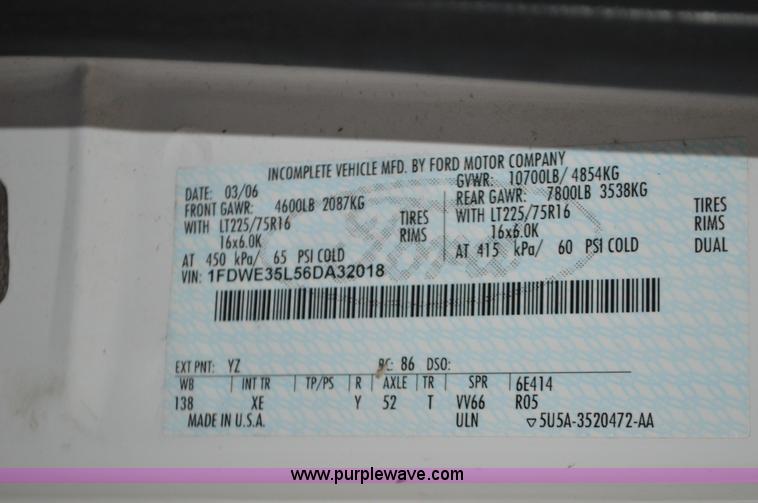 INCOMPLETE VEHICLE MFD. BY FORD MOTOR COMPANY
DATE: 03/06 GVWR: 10700LB/ 4854KG
FRONT GAWR: 4600LB 2087KG REAR GAWR: 7800LB 3538KG
WITH LT225/75R16 TIRES WITH LT225/75R16 TIRES
16x6.0K RIMS 16x6.0K RIMS
AT 450 kPa/ 65 PSI COLD AT 415 kPa/ 60 PSI COLD DUAL
VIN: 1FDWE35L56DA32018
EXT PNT: YZ RC: 86 DSO:
WB INT TR TP/PS R AXLE TR SPR 6E414
138 XE Y 52 T VV66 R05
MADE IN U.S.A. ULN ▽5U5A-3520472-AA
www.purplewave.com